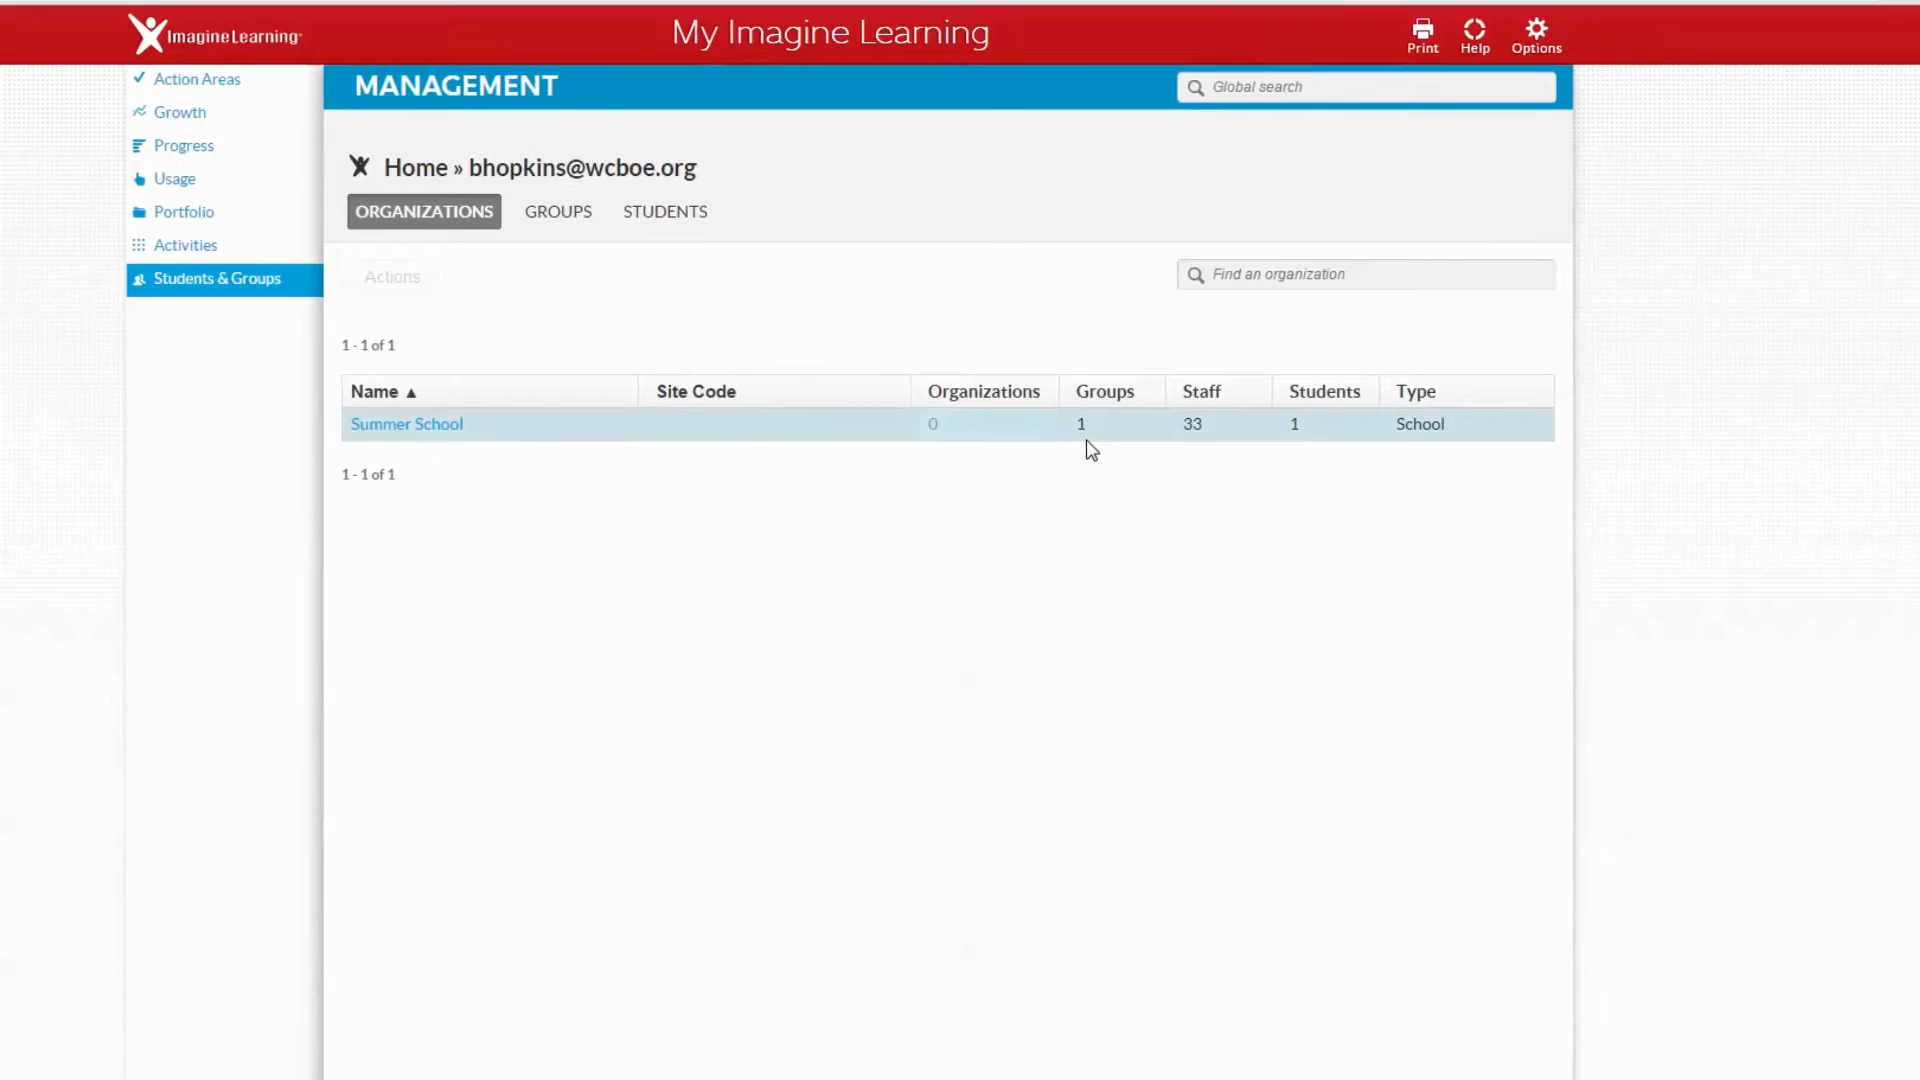 ImagineLearning
My Imagine Learning
Print
Help
Options
Action Areas
Growth
Progress
Usage
Portfolio
Activities
Students & Groups
MANAGEMENT
Global search
Home » bhopkins@wcboe.org
ORGANIZATIONS GROUPS STUDENTS
Actions
Find an organization
1 - 1 of 1
Name ▲ Site Code Organizations Groups Staff Students Type
Summer School 0 1 33 1 School
1 - 1 of 1